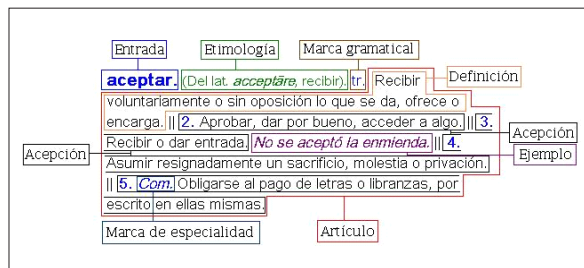 Entrada Etimología Marca gramatical
aceptar. (Del lat. acceptāre, recibir). tr. Recibir Definición
voluntariamente o sin oposición lo que se da, ofrece o
encarga. || 2. Aprobar, dar por bueno, acceder a algo. || 3.
Recibir o dar entrada. No se aceptó la enmienda. || 4. Acepción
Acepción Asumir resignadamente un sacrificio, molestia o privación. Ejemplo
|| 5. Com. Obligarse al pago de letras o libranzas, por
escrito en ellas mismas.
Marca de especialidad Artículo